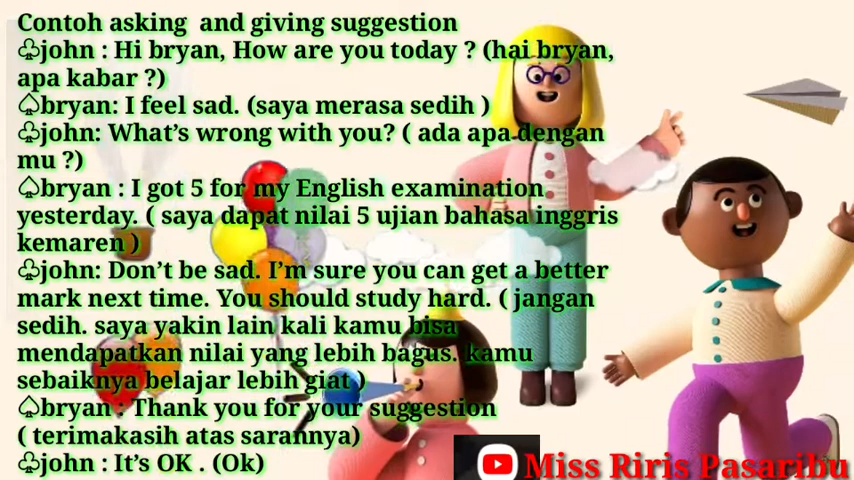 Contoh asking and giving suggestion
♧john : Hi bryan, How are you today ? (hai bryan,
apa kabar ?)
♤bryan: I feel sad. (saya merasa sedih )
♧john: What's wrong with you? ( ada apa dengan
mu ?)
♤bryan : I got 5 for my English examination
yesterday. ( saya dapat nilai 5 ujian bahasa inggris
kemaren )
♧john: Don't be sad. I'm sure you can get a better
mark next time. You should study hard. ( jangan
sedih. saya yakin lain kali kamu bisa
mendapatkan nilai yang lebih bagus. kamu
sebaiknya belajar lebih giat )
♤bryan : Thank you for your suggestion
( terimakasih atas sarannya)
♧john : It's OK . (Ok)
Miss Riris Pasaribu